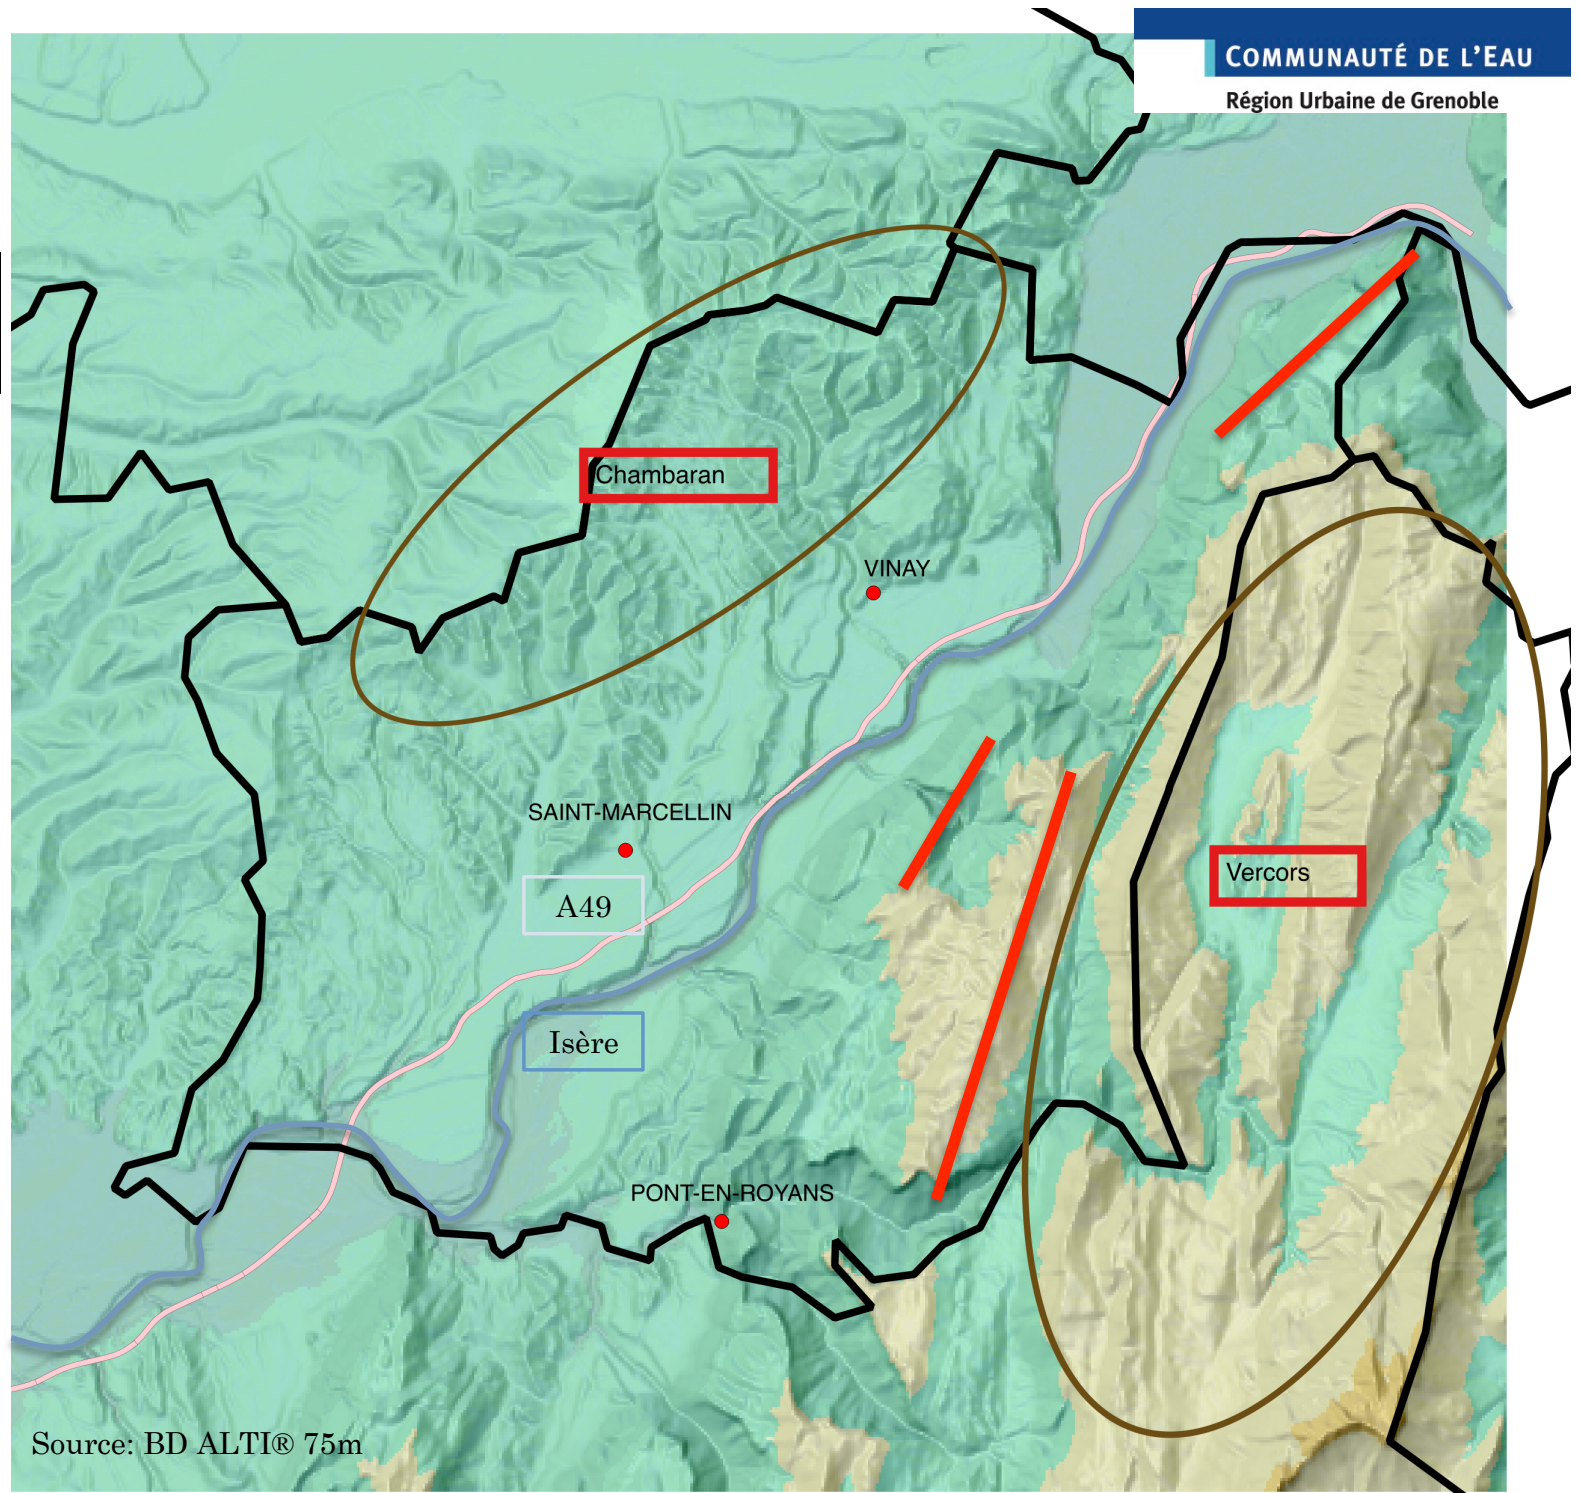 COMMUNAUTÉ DE L'EAU
Région Urbaine de Grenoble
Chambaran
VINAY
SAINT-MARCELLIN
Vercors
A49
Isère
PONT-EN-ROYANS
Source: BD ALTI® 75m